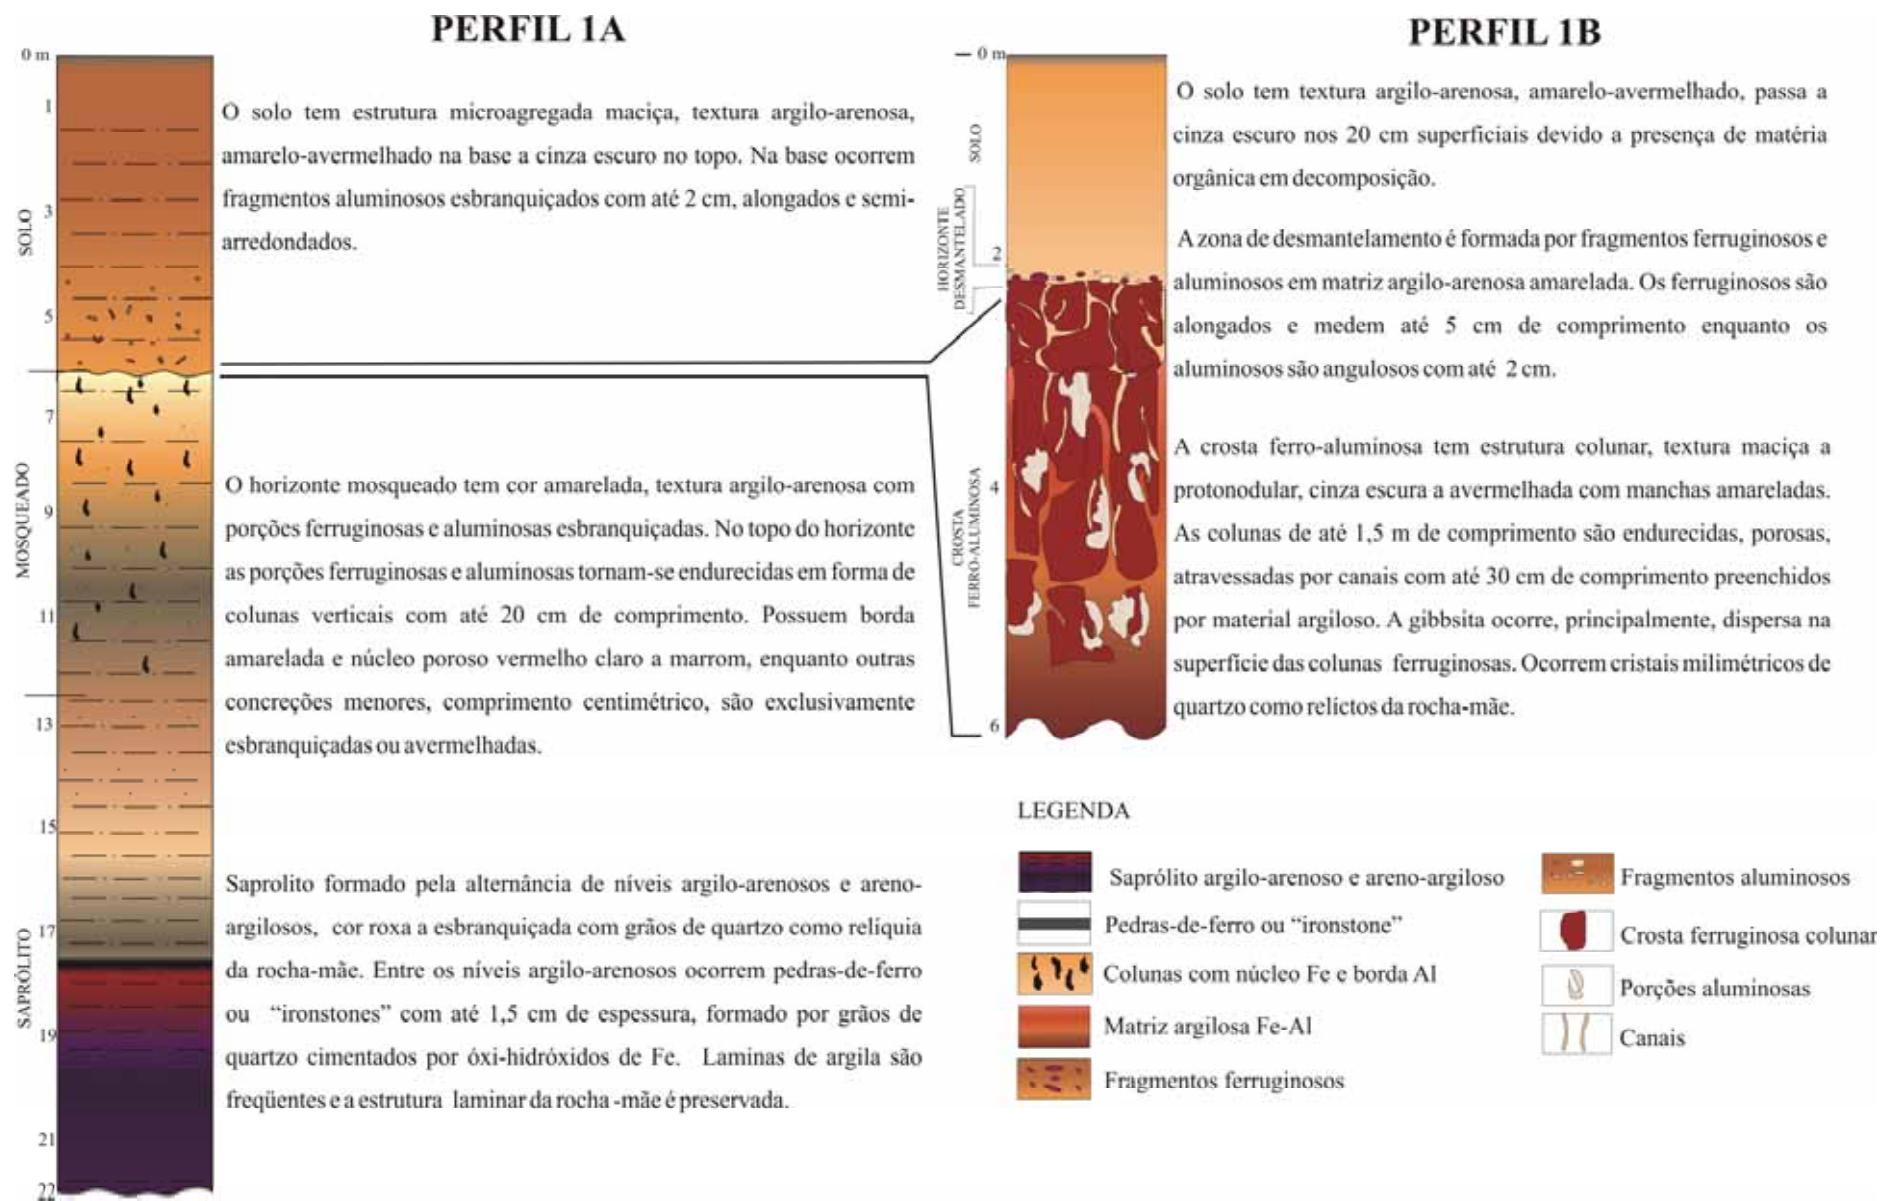 PERFIL 1A
0 m
1
3
5
7
9
11
13
15
17
19
21
22
SOLO
MOSQUEADO
SAPRÓLITO
O solo tem estrutura microagregada maciça, textura argilo-arenosa,
amarelo-avermelhado na base a cinza escuro no topo. Na base ocorrem
fragmentos aluminosos esbranquiçados com até 2 cm, alongados e semi-
arredondados.
O horizonte mosqueado tem cor amarelada, textura argilo-arenosa com
porções ferruginosas e aluminosas esbranquiçadas. No topo do horizonte
as porções ferruginosas e aluminosas tornam-se endurecidas em forma de
colunas verticais com até 20 cm de comprimento. Possuem borda
amarelada e núcleo poroso vermelho claro a marrom, enquanto outras
concreções menores, comprimento centimétrico, são exclusivamente
esbranquiçadas ou avermelhadas.
Saprolito formado pela alternância de níveis argilo-arenosos e areno-
argilosos, cor roxa a esbranquiçada com grãos de quartzo como relíquia
da rocha-mãe. Entre os níveis argilo-arenosos ocorrem pedras-de-ferro
ou “ironstones” com até 1,5 cm de espessura, formado por grãos de
quartzo cimentados por óxi-hidróxidos de Fe. Laminas de argila são
freqüentes e a estrutura laminar da rocha -mãe é preservada.
PERFIL 1B
0 m
2
4
6
SOLO
HORIZONTE
DESMANTELADO
CROSTA
FERRO-ALUMINOSA
O solo tem textura argilo-arenosa, amarelo-avermelhado, passa a
cinza escuro nos 20 cm superficiais devido a presença de matéria
orgânica em decomposição.
A zona de desmantelamento é formada por fragmentos ferruginosos e
aluminosos em matriz argilo-arenosa amarelada. Os ferruginosos são
alongados e medem até 5 cm de comprimento enquanto os
aluminosos são angulosos com até 2 cm.
A crosta ferro-aluminosa tem estrutura colunar, textura maciça a
protonodular, cinza escura a avermelhada com manchas amareladas.
As colunas de até 1,5 m de comprimento são endurecidas, porosas,
atravessadas por canais com até 30 cm de comprimento preenchidos
por material argiloso. A gibbsita ocorre, principalmente, dispersa na
superfície das colunas ferruginosas. Ocorrem cristais milimétricos de
quartzo como relictos da rocha-mãe.
LEGENDA
Saprólito argilo-arenoso e areno-argiloso
Pedras-de-ferro ou “ironstone”
Colunas com núcleo Fe e borda Al
Matriz argilosa Fe-Al
Fragmentos ferruginosos
Fragmentos aluminosos
Crosta ferruginosa colunar
Porções aluminosas
Canais